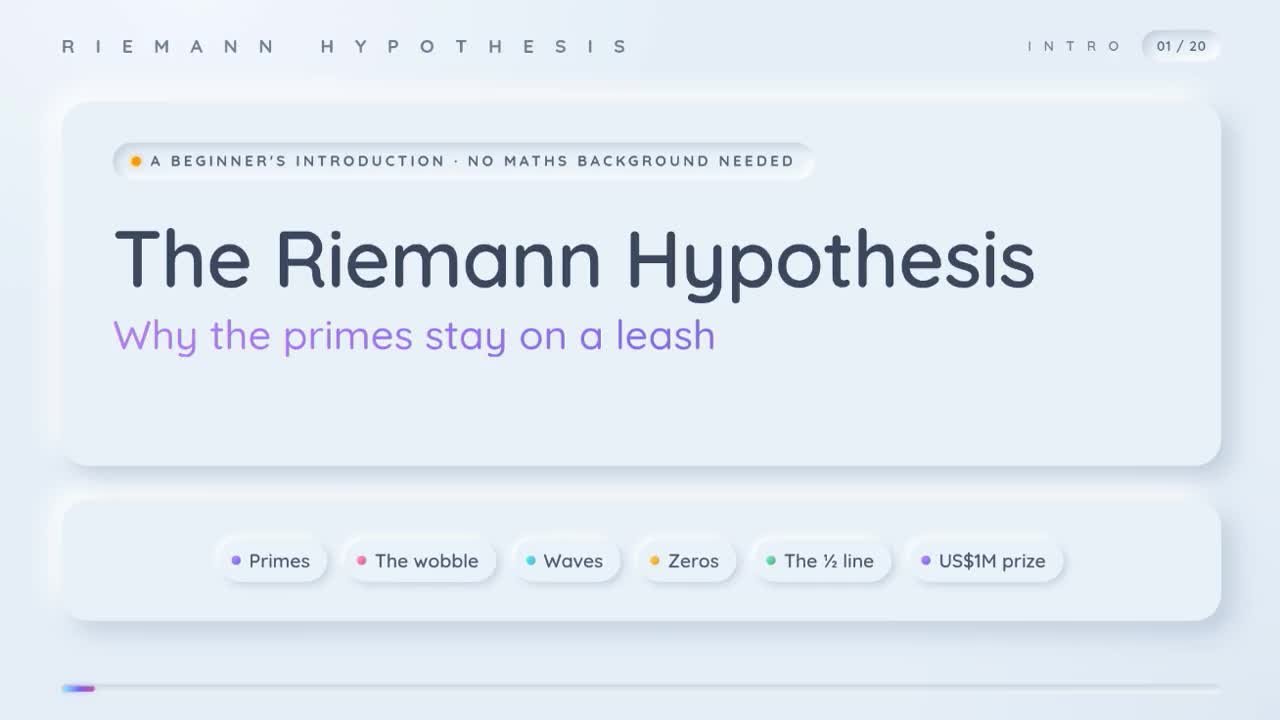 RIEMANN HYPOTHESIS
INTRO
01 / 20
A BEGINNER'S INTRODUCTION · NO MATHS BACKGROUND NEEDED
The Riemann Hypothesis
Why the primes stay on a leash
Primes
The wobble
Waves
Zeros
The ½ line
US$1M prize